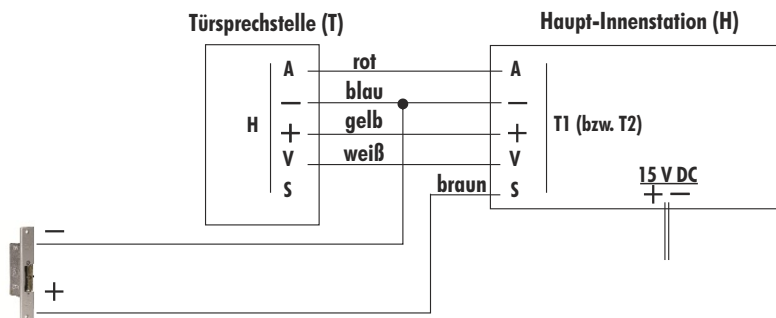 Türsprechstelle (T)
Haupt-Innenstation (H)
A rot A
− blau −
H + gelb + T1 (bzw. T2)
V weiß V
S braun S
15 V DC
+ −
−
+